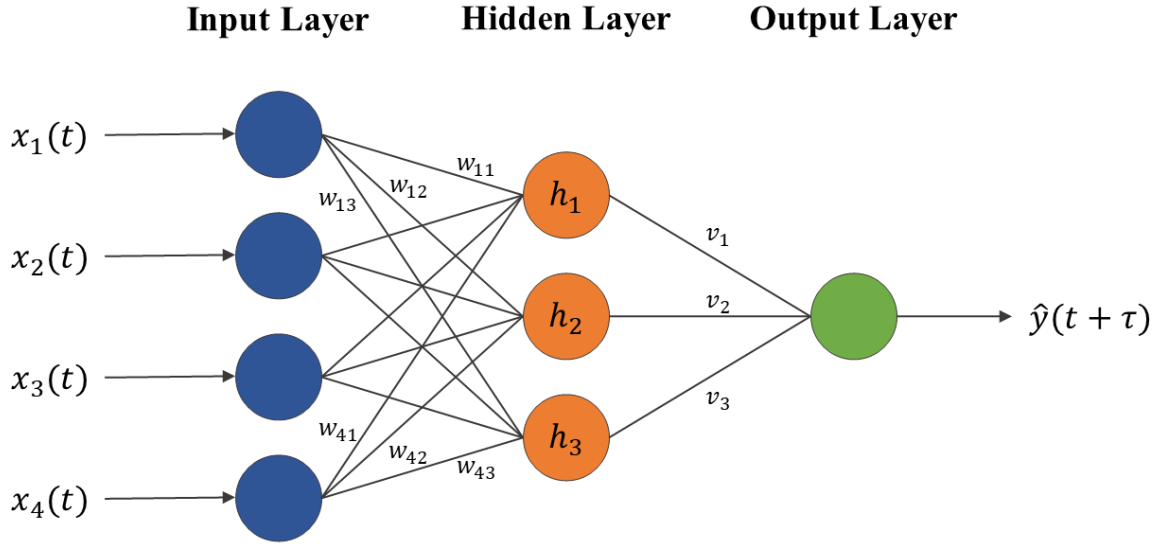 Input Layer
Hidden Layer
Output Layer
x₁(t)
x₂(t)
x₃(t)
x₄(t)
w₁₁
w₁₂
w₁₃
w₄₁
w₄₂
w₄₃
h₁
h₂
h₃
v₁
v₂
v₃
ŷ(t + τ)